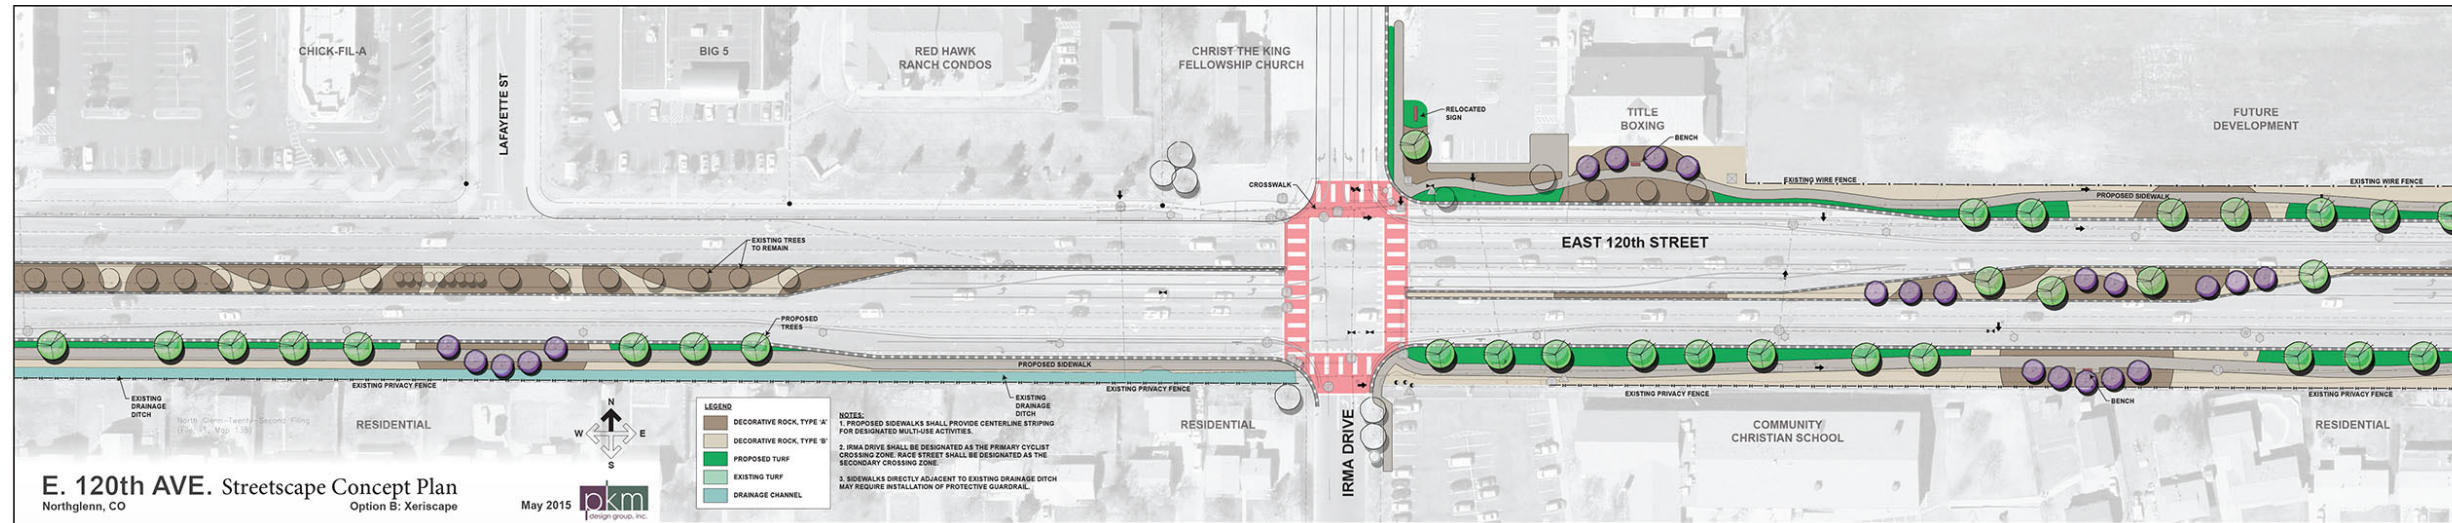 CHICK-FIL-A
LAFAYETTE ST
BIG 5
RED HAWK
RANCH CONDOS
CHRIST THE KING
FELLOWSHIP CHURCH
RELOCATED
SIGN
TITLE
BOXING
BENCH
FUTURE
DEVELOPMENT
CROSSWALK
EXISTING WIRE FENCE
EXISTING WIRE FENCE
PROPOSED SIDEWALK
EXISTING TREES
TO REMAIN
EAST 120th STREET
PROPOSED
TREES
PROPOSED SIDEWALK
EXISTING PRIVACY FENCE
EXISTING PRIVACY FENCE
EXISTING PRIVACY FENCE
EXISTING PRIVACY FENCE
EXISTING
DRAINAGE
DITCH
EXISTING
DRAINAGE
DITCH
BENCH
North Glenn-Twenty-Second Filing
RESIDENTIAL
RESIDENTIAL
COMMUNITY
CHRISTIAN SCHOOL
RESIDENTIAL
IRMA DRIVE
N
W E
S
LEGEND
DECORATIVE ROCK, TYPE 'A'
DECORATIVE ROCK, TYPE 'B'
PROPOSED TURF
EXISTING TURF
DRAINAGE CHANNEL
NOTES:
1. PROPOSED SIDEWALKS SHALL PROVIDE CENTERLINE STRIPING
FOR DESIGNATED MULTI-USE ACTIVITIES.
2. IRMA DRIVE SHALL BE DESIGNATED AS THE PRIMARY CYCLIST
CROSSING ZONE. RACE STREET SHALL BE DESIGNATED AS THE
SECONDARY CROSSING ZONE.
3. SIDEWALKS DIRECTLY ADJACENT TO EXISTING DRAINAGE DITCH
MAY REQUIRE INSTALLATION OF PROTECTIVE GUARDRAIL.
E. 120th AVE. Streetscape Concept Plan
Northglenn, CO
Option B: Xeriscape
May 2015
pkm
design group, inc.